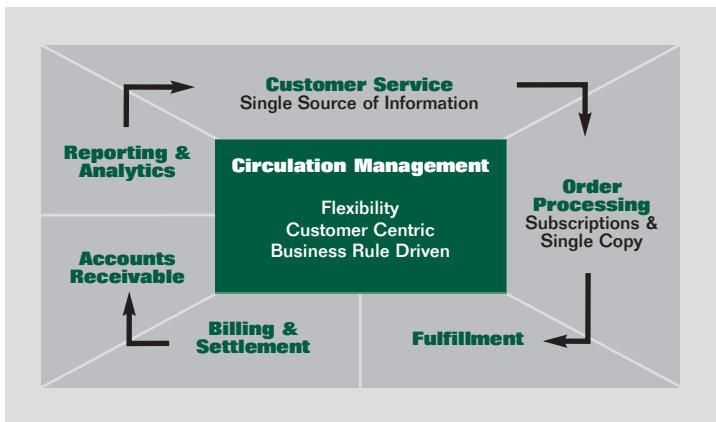 Customer Service
Single Source of Information
Reporting &
Analytics
Circulation Management
Flexibility
Customer Centric
Business Rule Driven
Order
Processing
Subscriptions &
Single Copy
Accounts
Receivable
Billing &
Settlement
Fulfillment